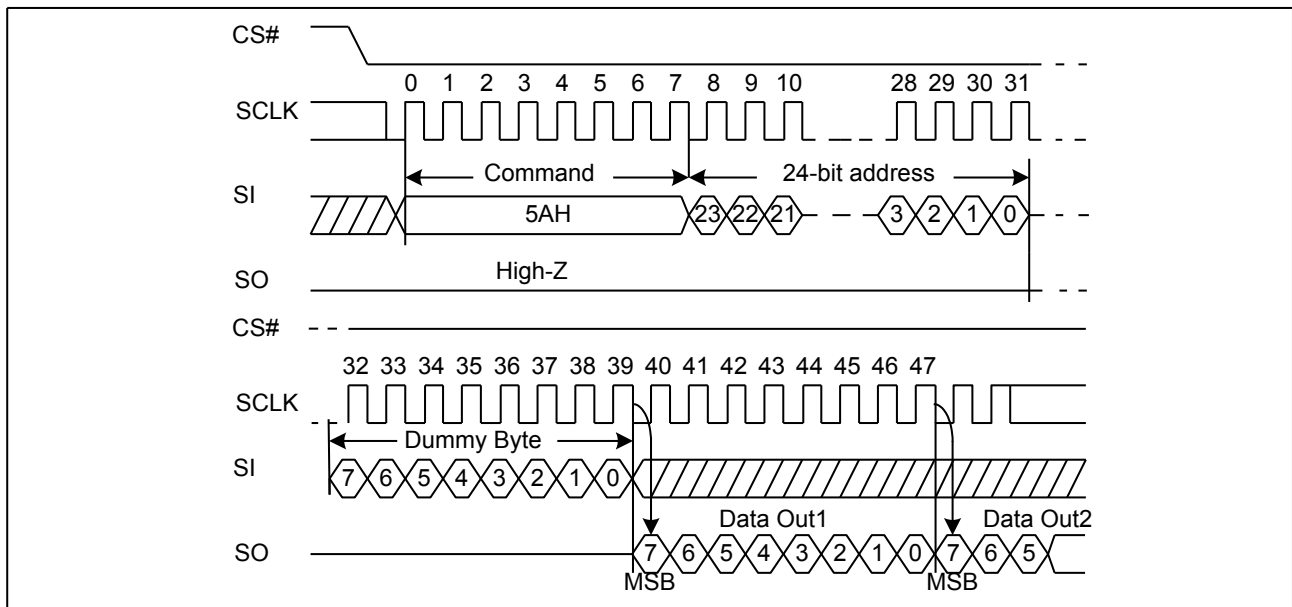 CS#
0 1 2 3 4 5 6 7 8 9 10 28 29 30 31
SCLK
Command 24-bit address
SI 5AH 23 22 21 3 2 1 0
High-Z
SO
CS#
32 33 34 35 36 37 38 39 40 41 42 43 44 45 46 47
SCLK
Dummy Byte
SI 7 6 5 4 3 2 1 0
Data Out1 Data Out2
SO 7 6 5 4 3 2 1 0 7 6 5
MSB MSB